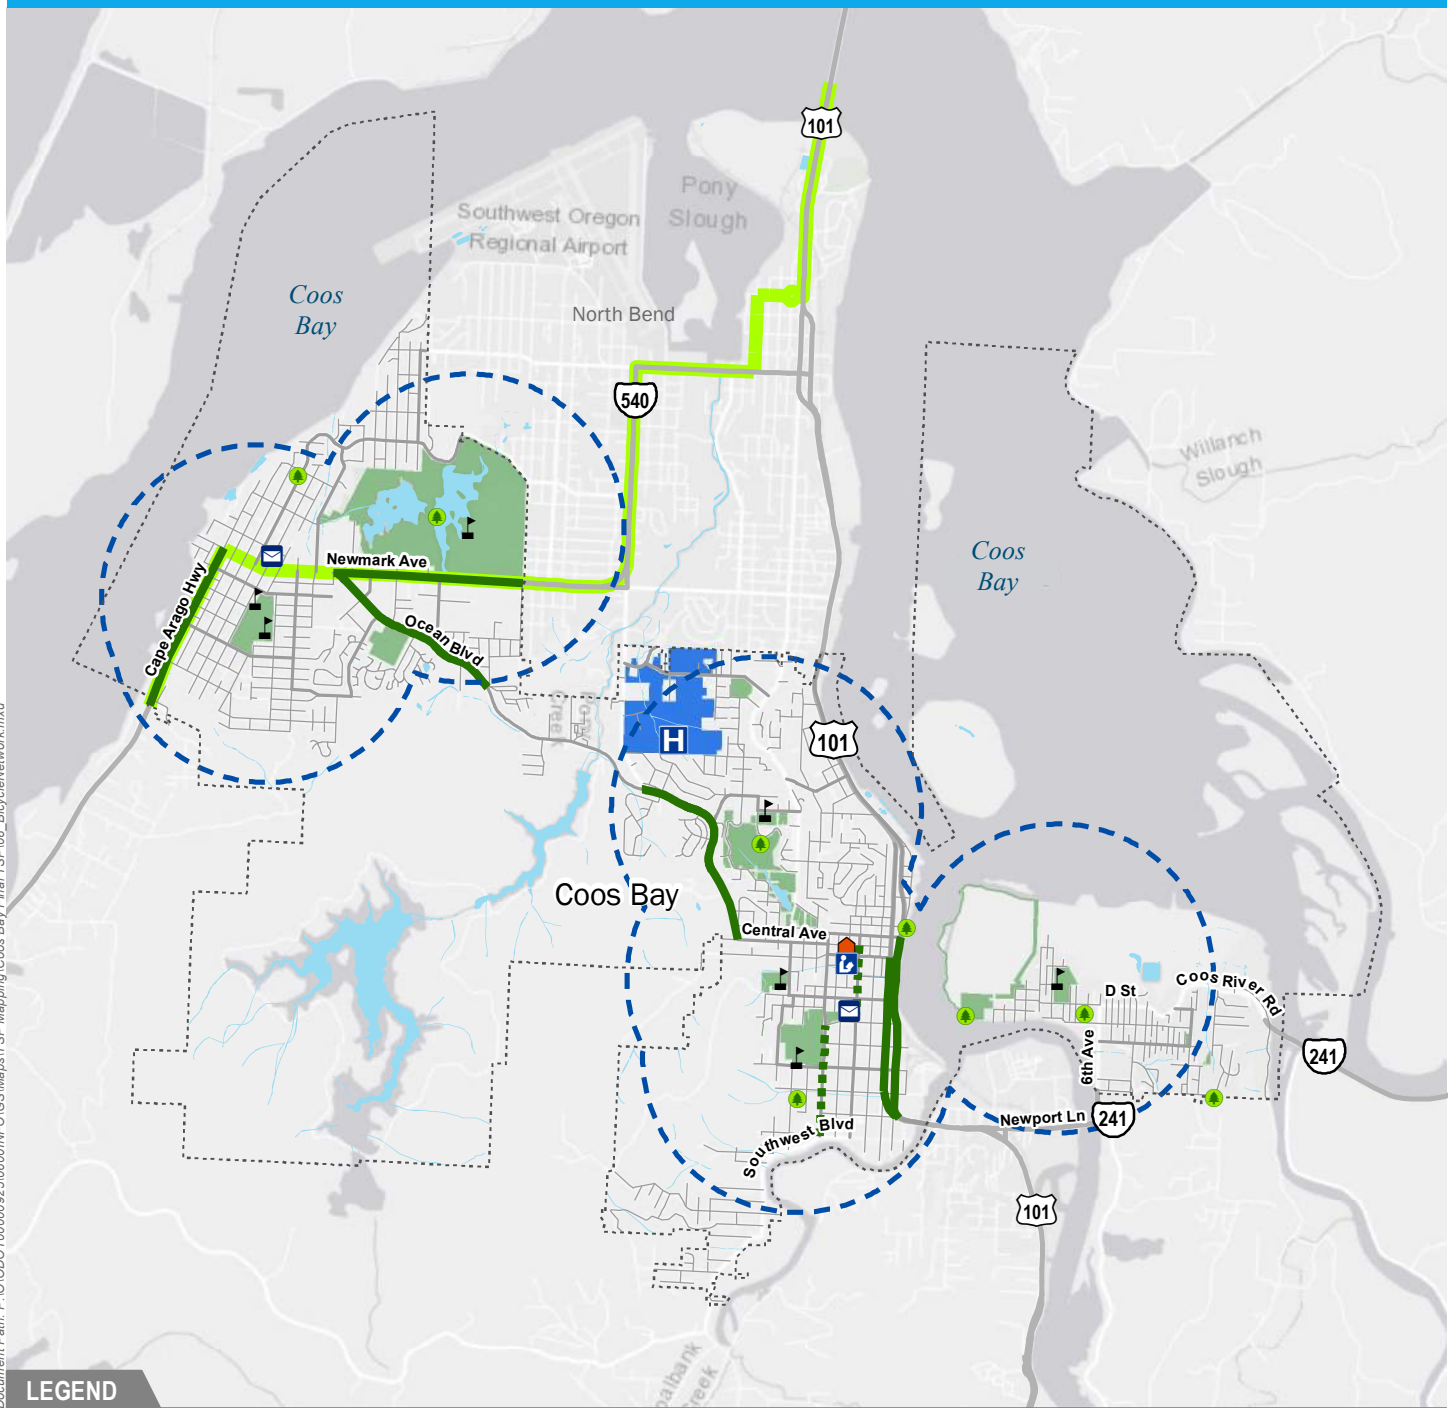 101
Pony
Slough
Southwest Oregon
Regional Airport
Coos
Bay
North Bend
540
Willanch
Slough
Coos
Bay
Newmark Ave
Cape Arago Hwy
Ocean Blvd
Pony
Creek
H
101
Coos Bay
Central Ave
D St
Coos River Rd
6th Ave
241
Newport Ln
241
Southwest Blvd
101
LEGEND